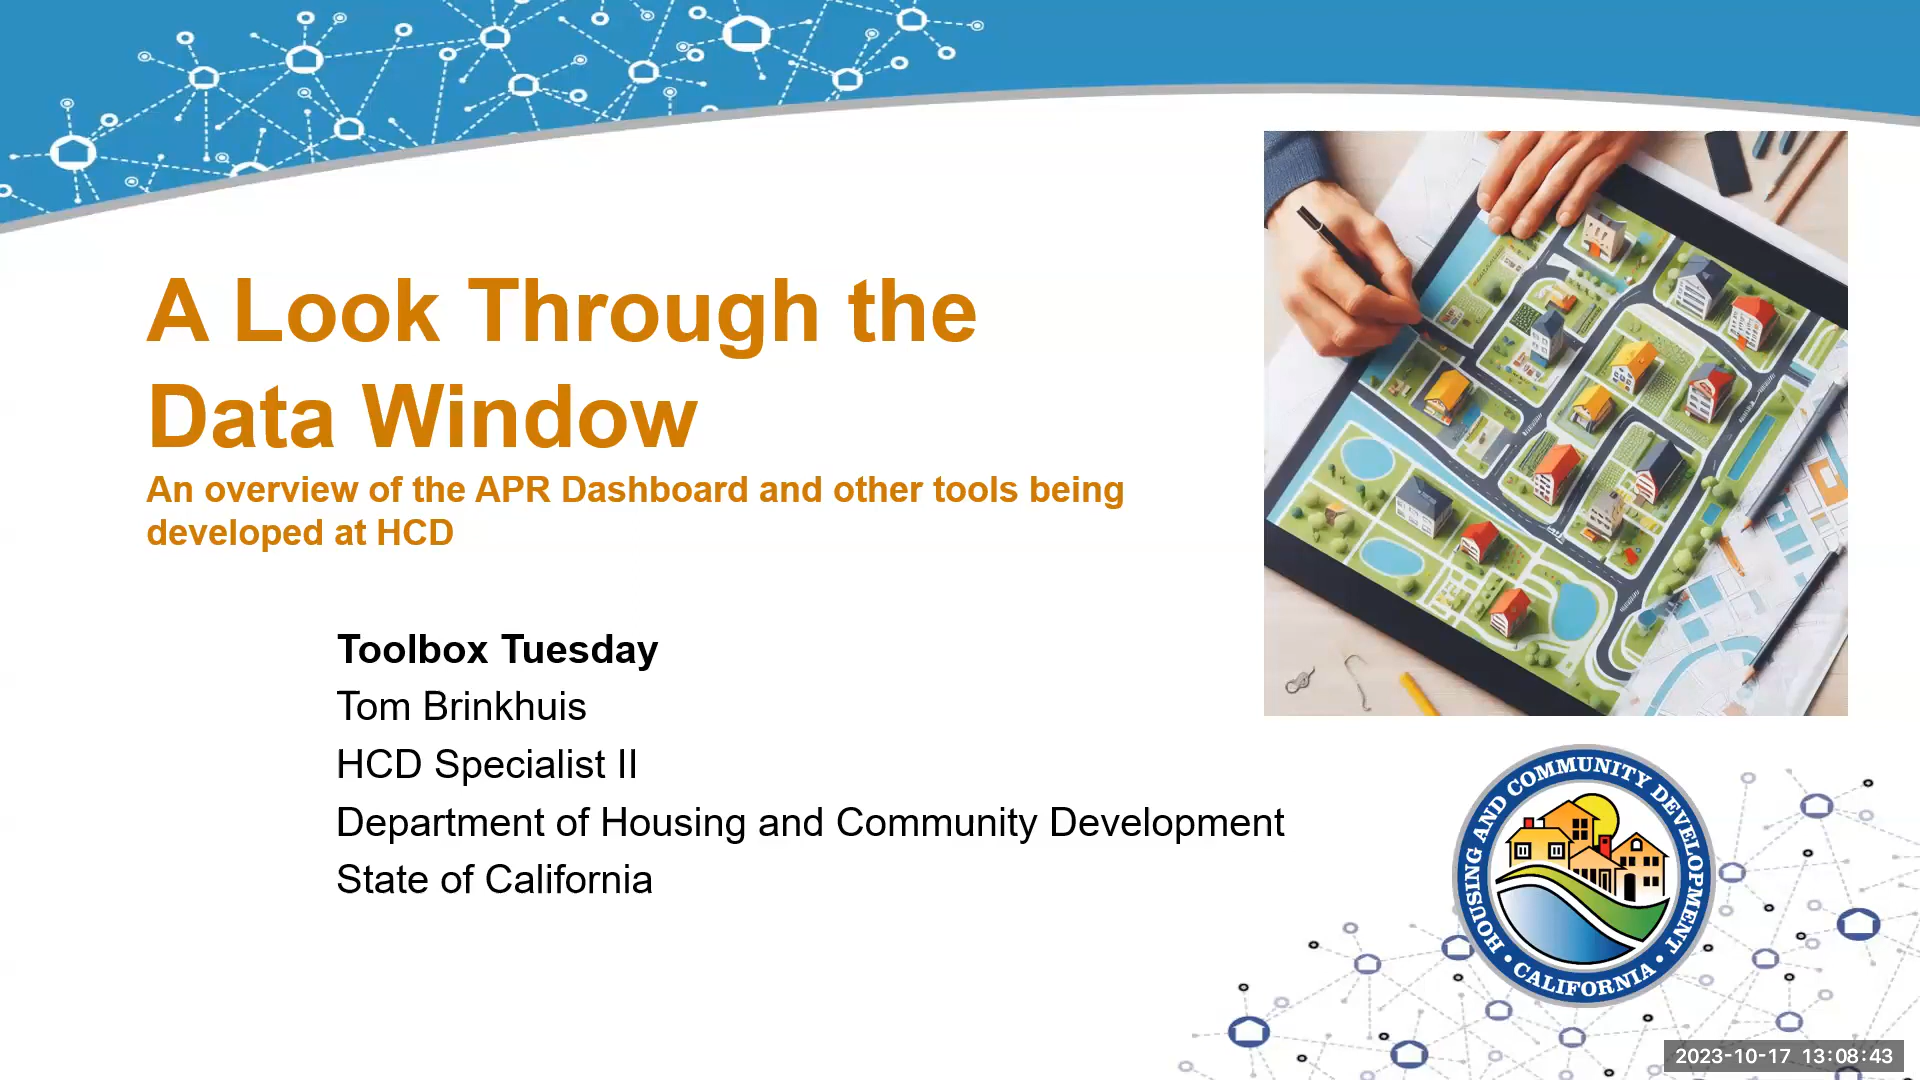 A Look Through the
Data Window
An overview of the APR Dashboard and other tools being
developed at HCD
Toolbox Tuesday
Tom Brinkhuis
HCD Specialist II
Department of Housing and Community Development
State of California
HOUSING AND COMMUNITY DEVELOPMENT
• CALIFORNIA •
2023-10-17 13:08:43